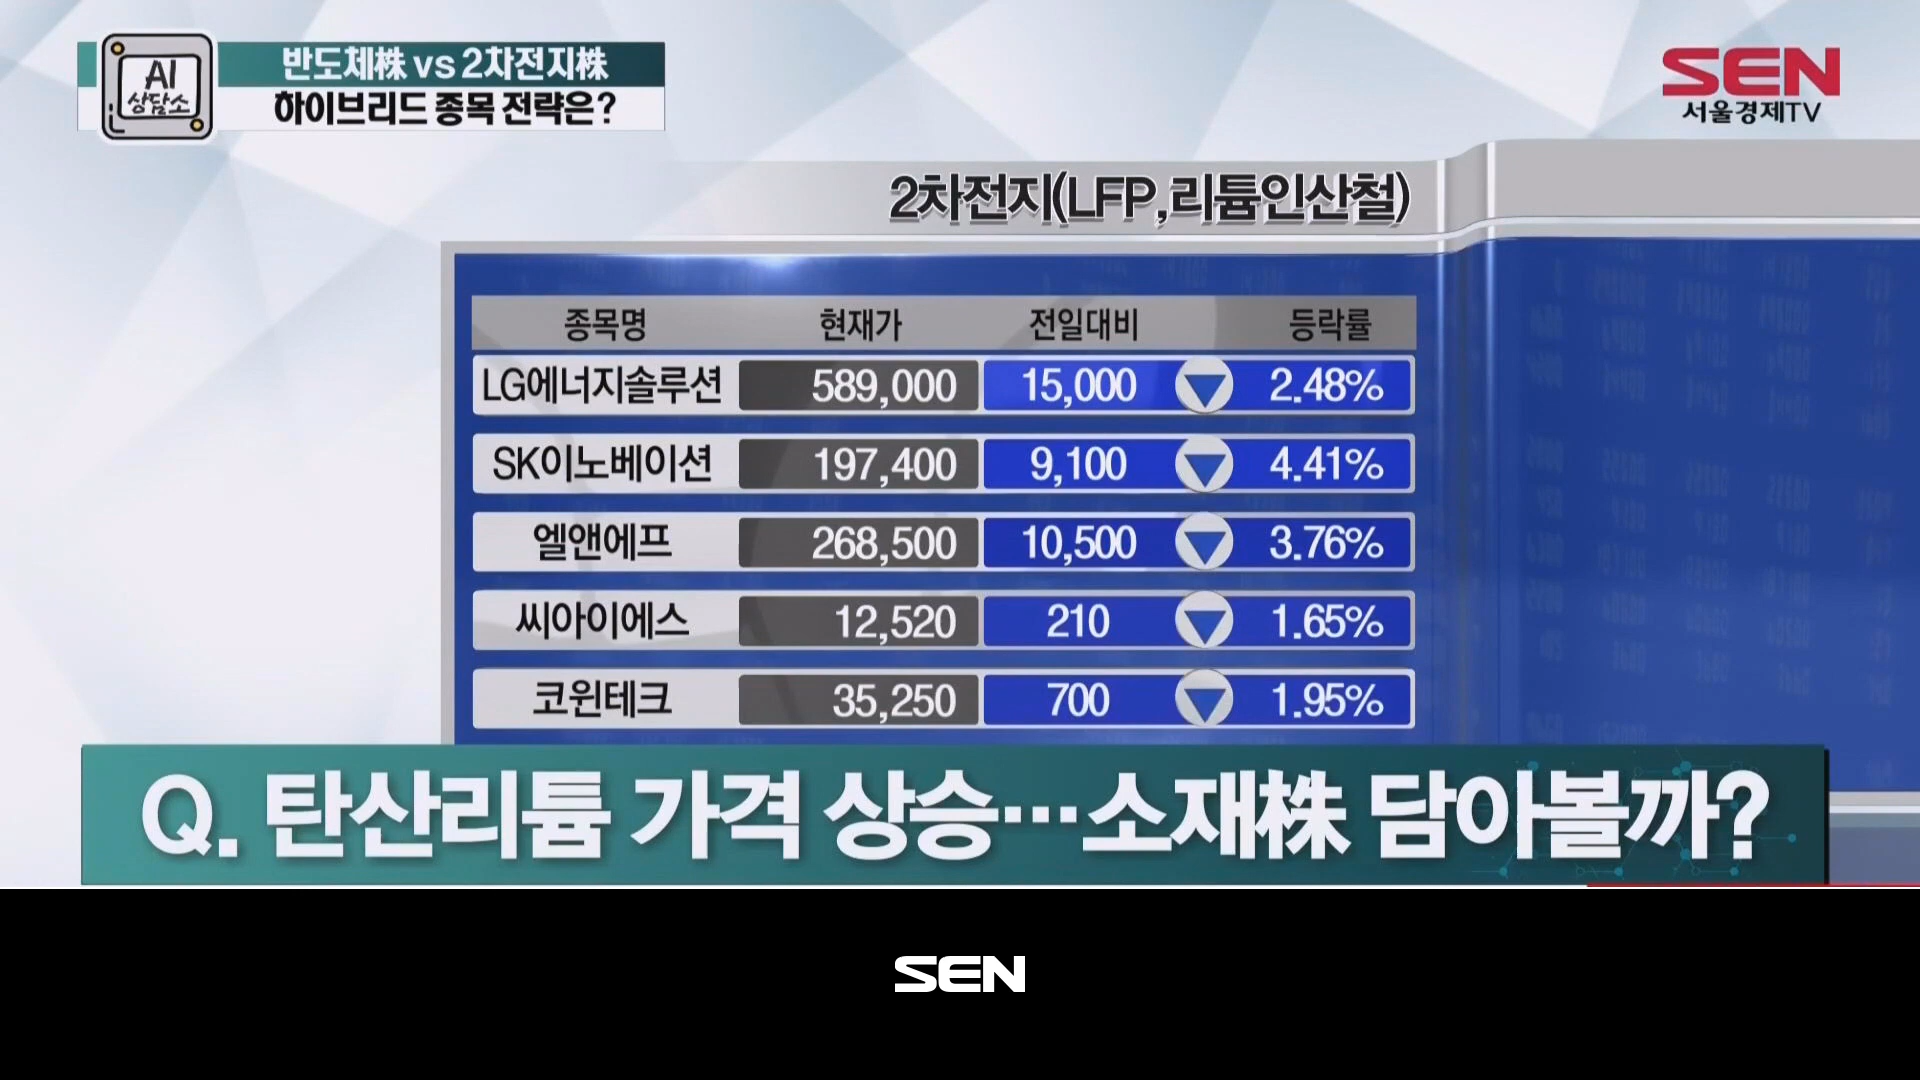 AI
상담소
반도체株 vs 2차전지株
하이브리드 종목 전략은?
SEN
서울경제TV
2차전지(LFP,리튬인산철)
종목명 현재가 전일대비 등락률
LG에너지솔루션 589,000 15,000 ▼ 2.48%
SK이노베이션 197,400 9,100 ▼ 4.41%
엘앤에프 268,500 10,500 ▼ 3.76%
씨아이에스 12,520 210 ▼ 1.65%
코윈테크 35,250 700 ▼ 1.95%
Q. 탄산리튬 가격 상승…소재株 담아볼까?
SEN